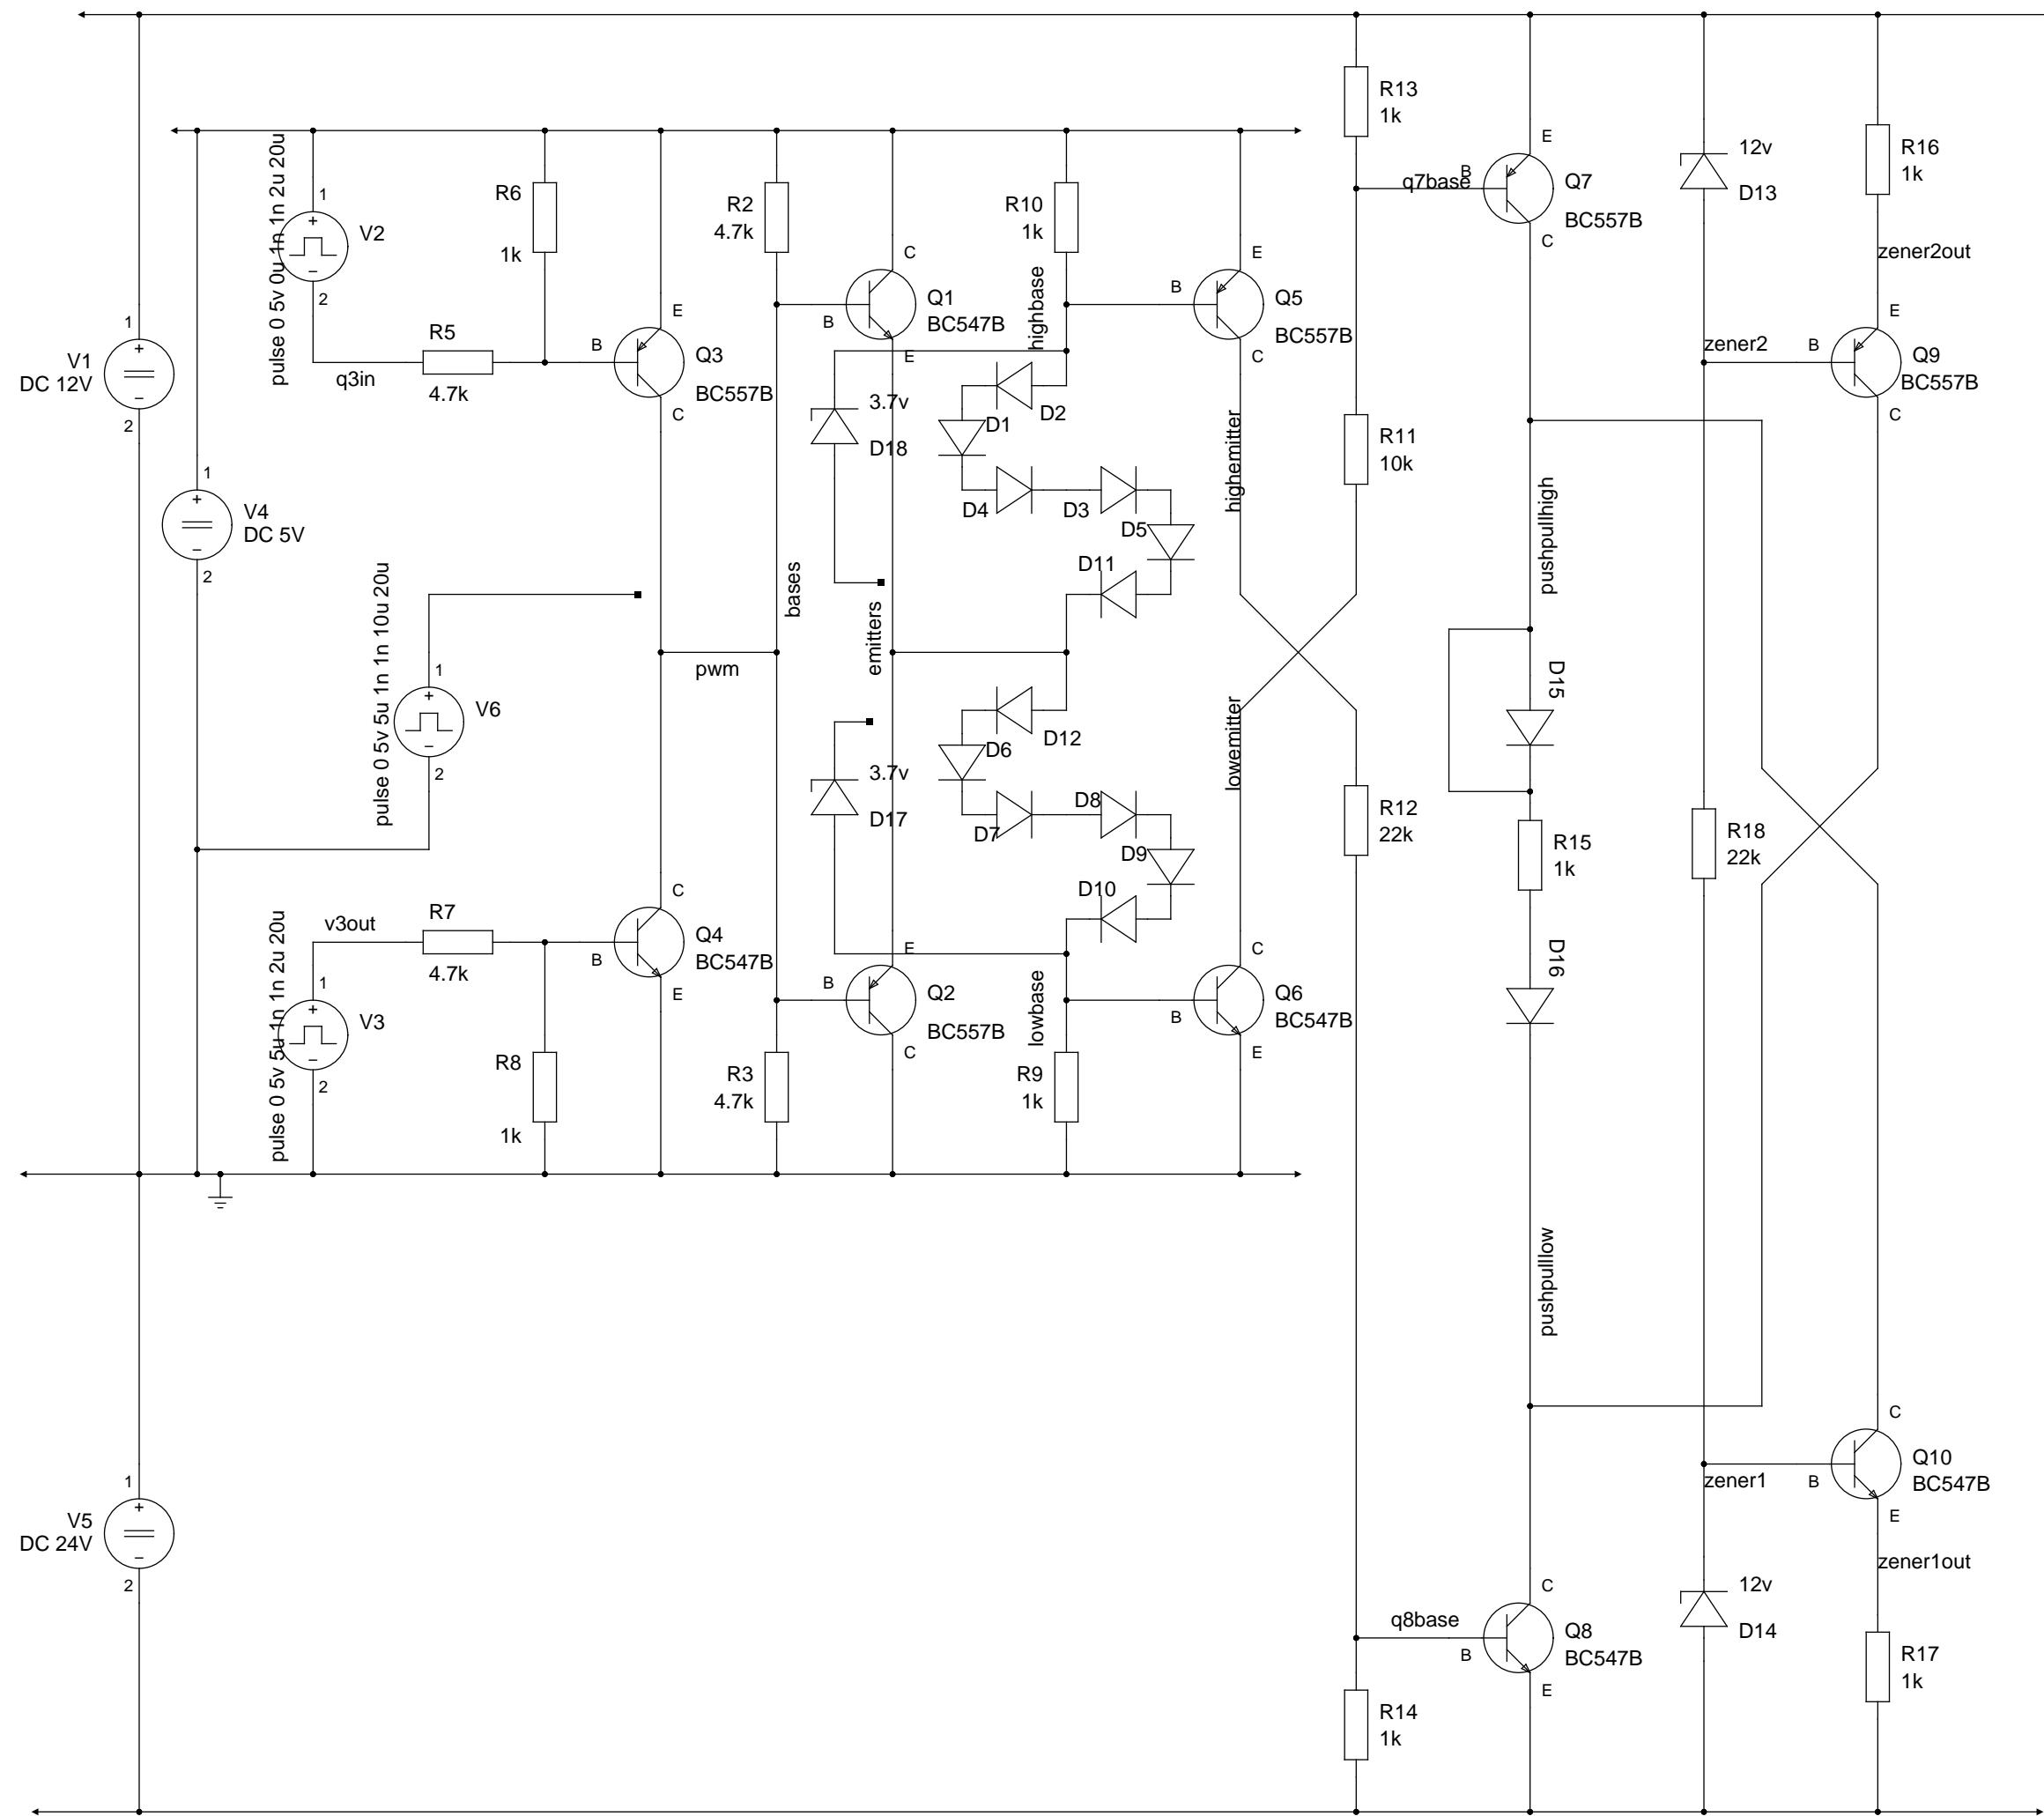 V1
DC 12V
1
+
−
2
V4
DC 5V
1
+
−
2
pulse 0 5v 0u 1n 1n 2u 20u
1
+
−
2
V2
q3in
R5
4.7k
R6
1k
B
E
C
Q3
BC557B
R2
4.7k
B
C
E
Q1
BC547B
R10
1k
highbase
B
E
C
Q5
BC557B
3.7v
D18
D2
D1
D4
D3
D5
D11
highemitter
pulse 0 5v 5u 1n 1n 10u 20u
1
+
−
2
V6
pwm
bases
emitters
3.7v
D17
D12
D6
D7
D8
D9
D10
lowemitter
pulse 0 5v 5u 1n 1n 2u 20u
1
+
−
2
V3
v3out
R7
4.7k
R8
1k
B
C
E
Q4
BC547B
R3
4.7k
B
E
C
Q2
BC557B
lowbase
R9
1k
B
C
E
Q6
BC547B
R13
1k
q7base
B
E
C
Q7
BC557B
R11
10k
R12
22k
pushpullhigh
D15
R15
1k
D16
pushpulllow
12v
D13
R16
1k
zener2out
zener2
B
E
C
Q9
BC557B
R18
22k
zener1
B
C
E
Q10
BC547B
zener1out
12v
D14
R17
1k
q8base
B
C
E
Q8
BC547B
R14
1k
V5
DC 24V
1
+
−
2